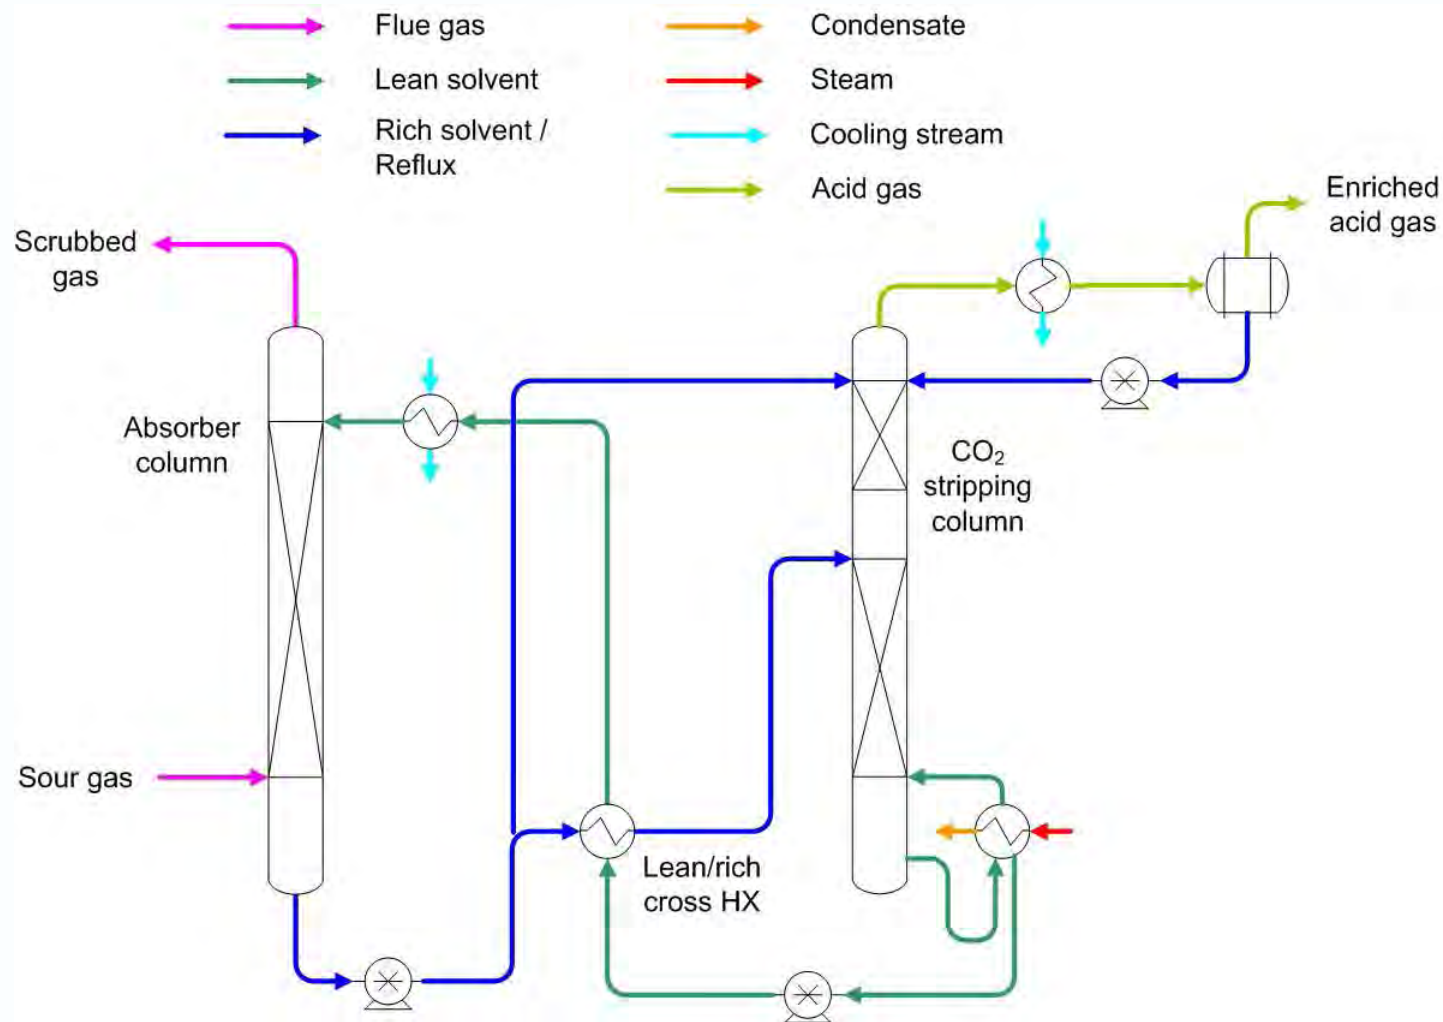 Flue gas
Lean solvent
Rich solvent /
Reflux
Condensate
Steam
Cooling stream
Acid gas
Enriched
acid gas
Scrubbed
gas
Absorber
column
CO₂
stripping
column
Sour gas
Lean/rich
cross HX